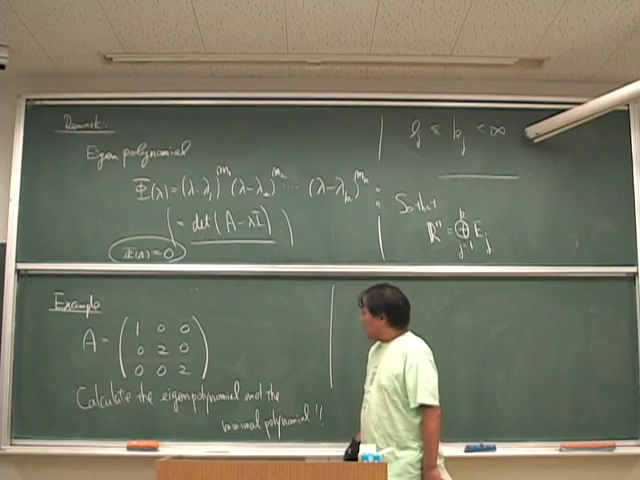 Remark.
Eigen polynomial
Φ(λ) = (λ-λ₁)^m₁ (λ-λ₂)^m₂ ... (λ-λₖ)^mₖ
( = det(A-λI) )
Φ(A) = 0
≤ kⱼ < ∞
So that
ℝⁿ = ⊕ Eⱼ
j=1
Example
A = ( 1 0 0
0 2 0
0 0 2 )
Calculate the eigenpolynomial and the
minimal polynomial!!